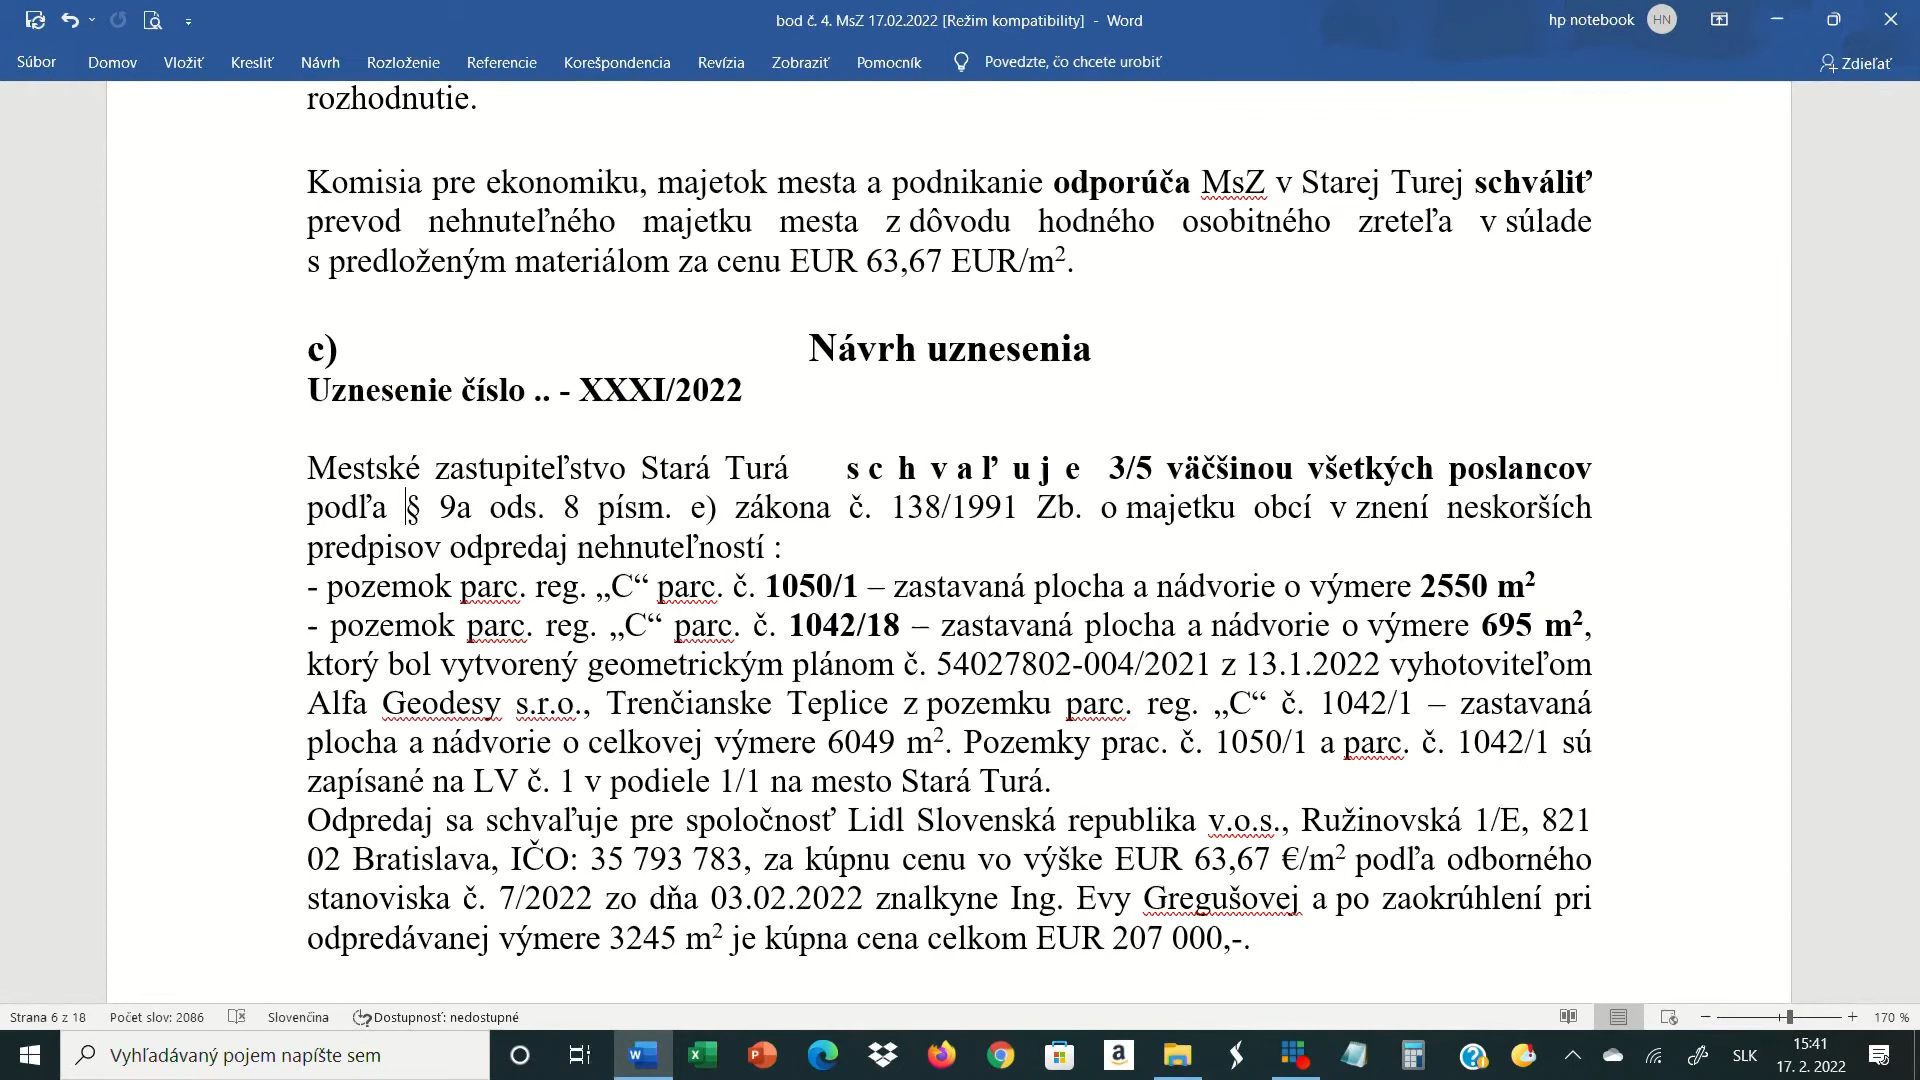 bod č. 4. MsZ 17.02.2022 [Režim kompatibility] - Word
hp notebook HN
Súbor Domov Vložiť Kresliť Návrh Rozloženie Referencie Korešpondencia Revízia Zobraziť Pomocník Povedzte, čo chcete urobiť Zdieľať
rozhodnutie.
Komisia pre ekonomiku, majetok mesta a podnikanie odporúča MsZ v Starej Turej schváliť
prevod nehnuteľného majetku mesta z dôvodu hodného osobitného zreteľa v súlade
s predloženým materiálom za cenu EUR 63,67 EUR/m².
c) Návrh uznesenia
Uznesenie číslo .. - XXXI/2022
Mestské zastupiteľstvo Stará Turá s c h v a ľ u j e 3/5 väčšinou všetkých poslancov
podľa § 9a ods. 8 písm. e) zákona č. 138/1991 Zb. o majetku obcí v znení neskorších
predpisov odpredaj nehnuteľností :
- pozemok parc. reg. „C“ parc. č. 1050/1 – zastavaná plocha a nádvorie o výmere 2550 m²
- pozemok parc. reg. „C“ parc. č. 1042/18 – zastavaná plocha a nádvorie o výmere 695 m²,
ktorý bol vytvorený geometrickým plánom č. 54027802-004/2021 z 13.1.2022 vyhotoviteľom
Alfa Geodesy s.r.o., Trenčianske Teplice z pozemku parc. reg. „C“ č. 1042/1 – zastavaná
plocha a nádvorie o celkovej výmere 6049 m². Pozemky prac. č. 1050/1 a parc. č. 1042/1 sú
zapísané na LV č. 1 v podiele 1/1 na mesto Stará Turá.
Odpredaj sa schvaľuje pre spoločnosť Lidl Slovenská republika v.o.s., Ružinovská 1/E, 821
02 Bratislava, IČO: 35 793 783, za kúpnu cenu vo výške EUR 63,67 €/m² podľa odborného
stanoviska č. 7/2022 zo dňa 03.02.2022 znalkyne Ing. Evy Gregušovej a po zaokrúhlení pri
odpredávanej výmere 3245 m² je kúpna cena celkom EUR 207 000,-.
Strana 6 z 18 Počet slov: 2086 Slovenčina Dostupnosť: nedostupné 170 %
Vyhľadávaný pojem napíšte sem
SLK
15:41
17. 2. 2022